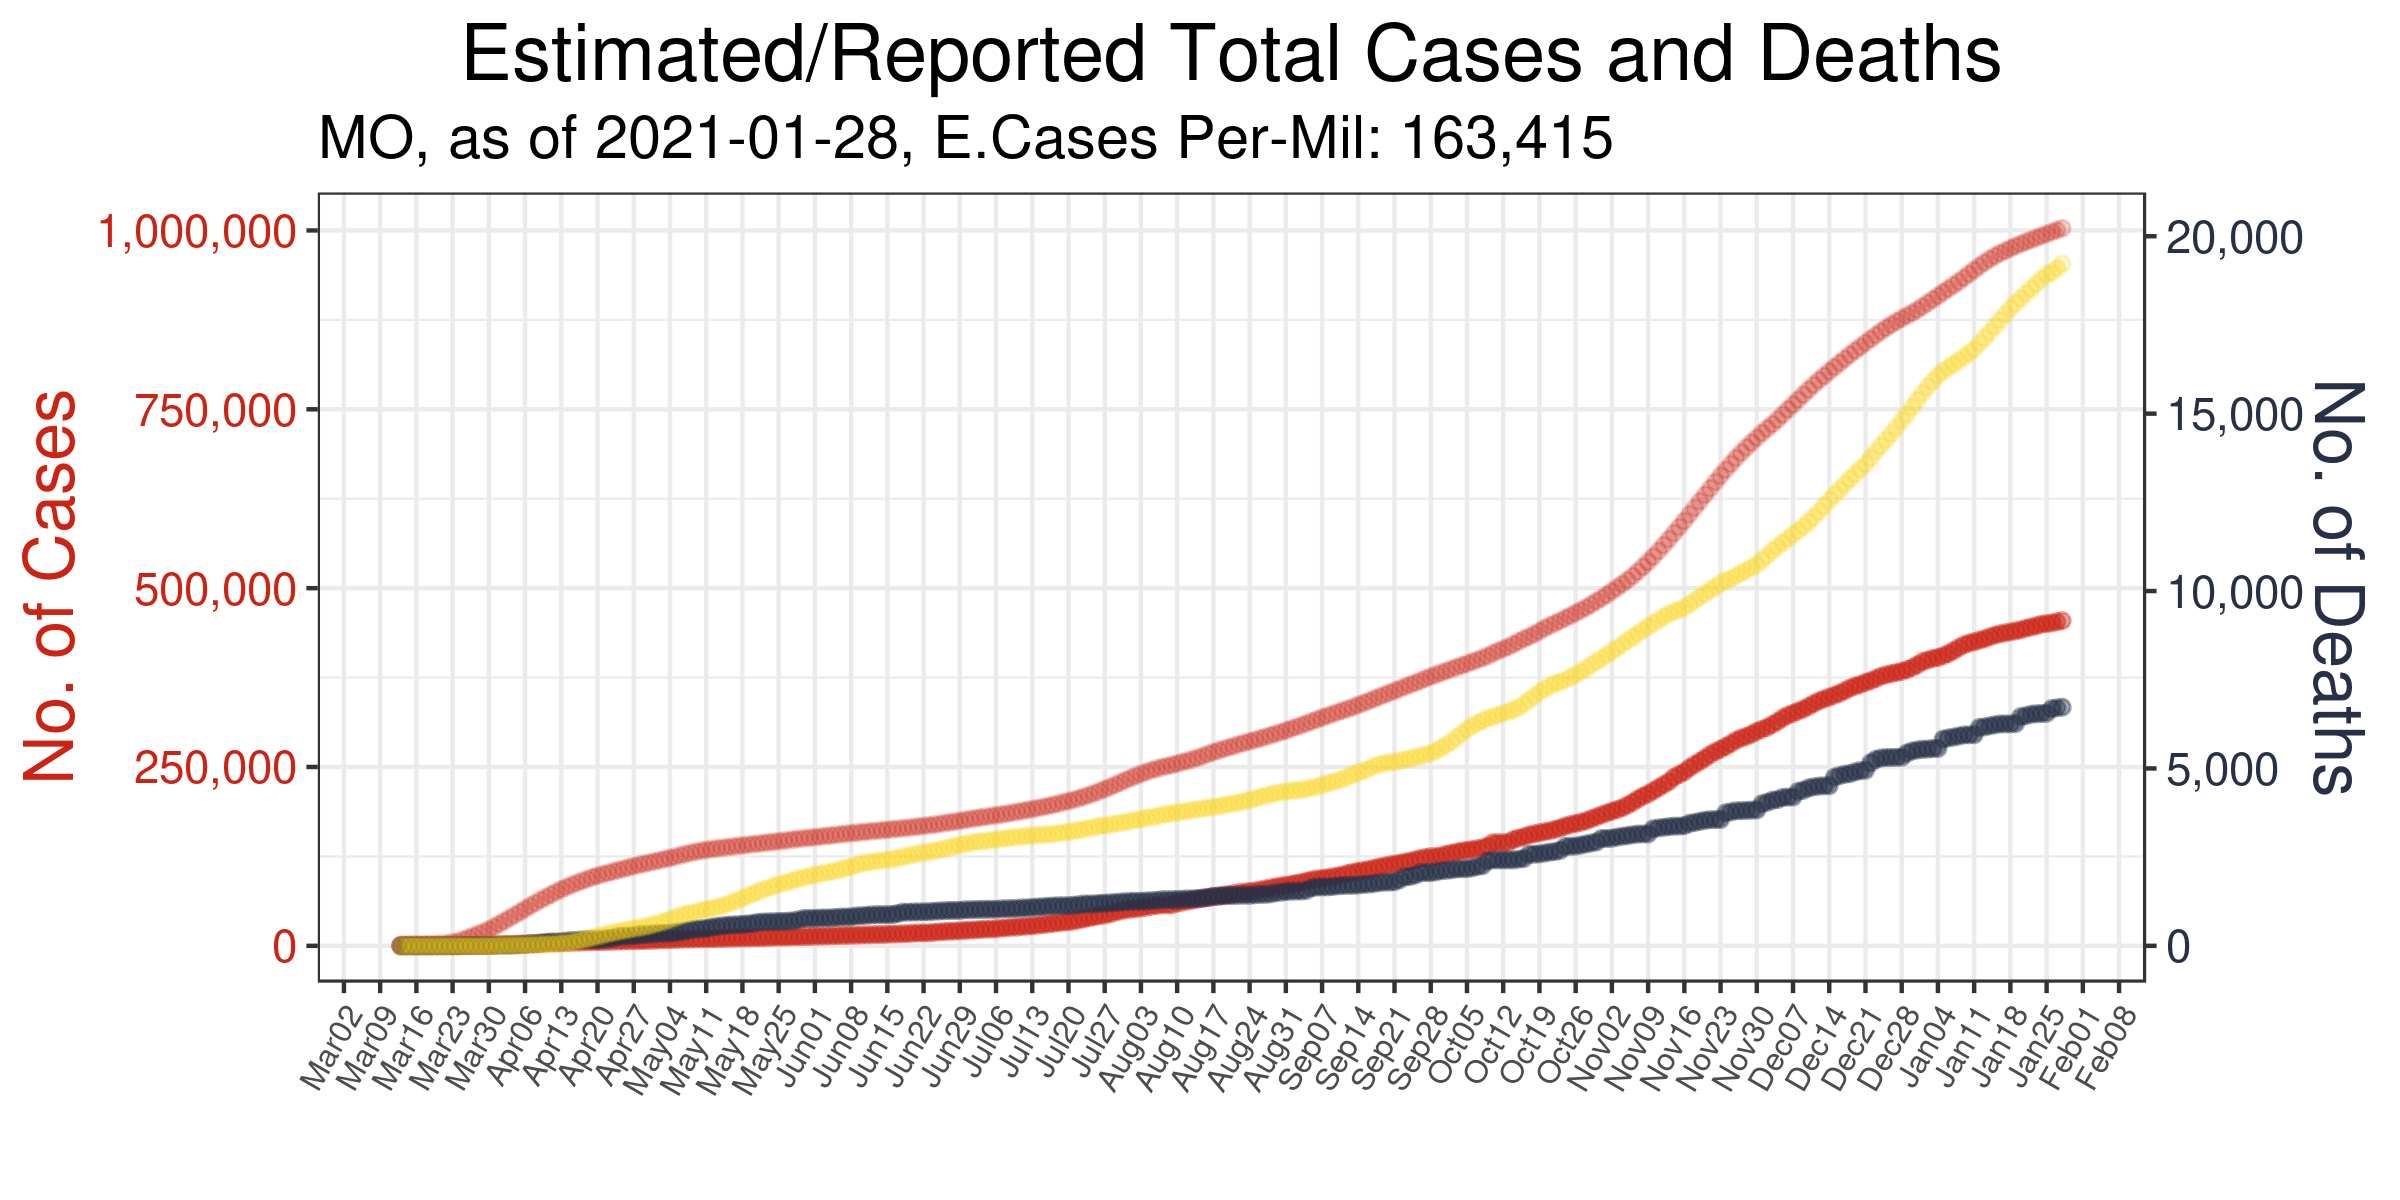 Estimated/Reported Total Cases and Deaths
MO, as of 2021-01-28, E.Cases Per-Mil: 163,415
No. of Cases
1,000,000
750,000
500,000
250,000
0
20,000
15,000
10,000
5,000
0
No. of Deaths
Mar02
Mar09
Mar16
Mar23
Mar30
Apr06
Apr13
Apr20
Apr27
May04
May11
May18
May25
Jun01
Jun08
Jun15
Jun22
Jun29
Jul06
Jul13
Jul20
Jul27
Aug03
Aug10
Aug17
Aug24
Aug31
Sep07
Sep14
Sep21
Sep28
Oct05
Oct12
Oct19
Oct26
Nov02
Nov09
Nov16
Nov23
Nov30
Dec07
Dec14
Dec21
Dec28
Jan04
Jan11
Jan18
Jan25
Feb01
Feb08